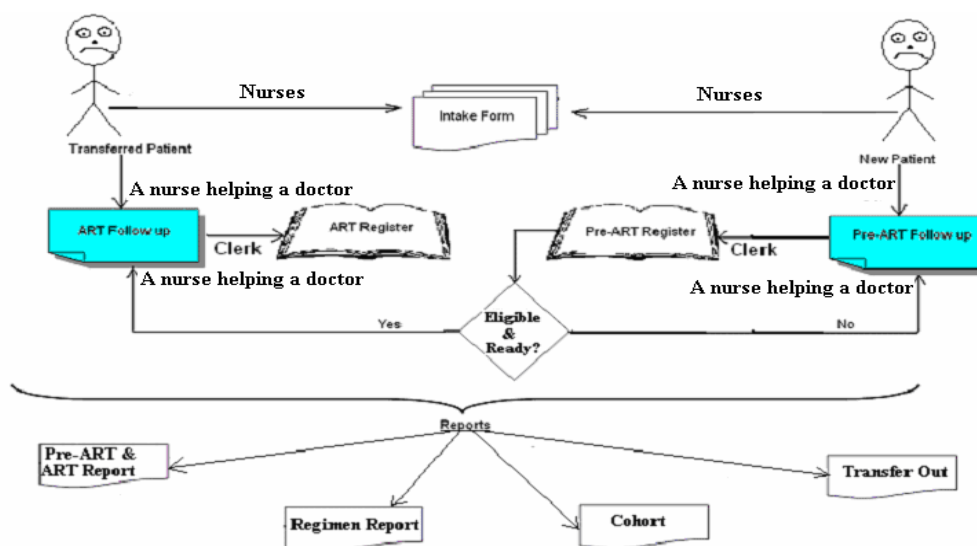 Nurses
Nurses
Intake Form
Transferred Patient
New Patient
A nurse helping a doctor
A nurse helping a doctor
ART Follow up
Clerk
ART Register
Pre-ART Register
Clerk
Pre-ART Follow up
A nurse helping a doctor
A nurse helping a doctor
Yes
Eligible
&
Ready?
No
Reports
Pre-ART &
ART Report
Transfer Out
Regimen Report
Cohort